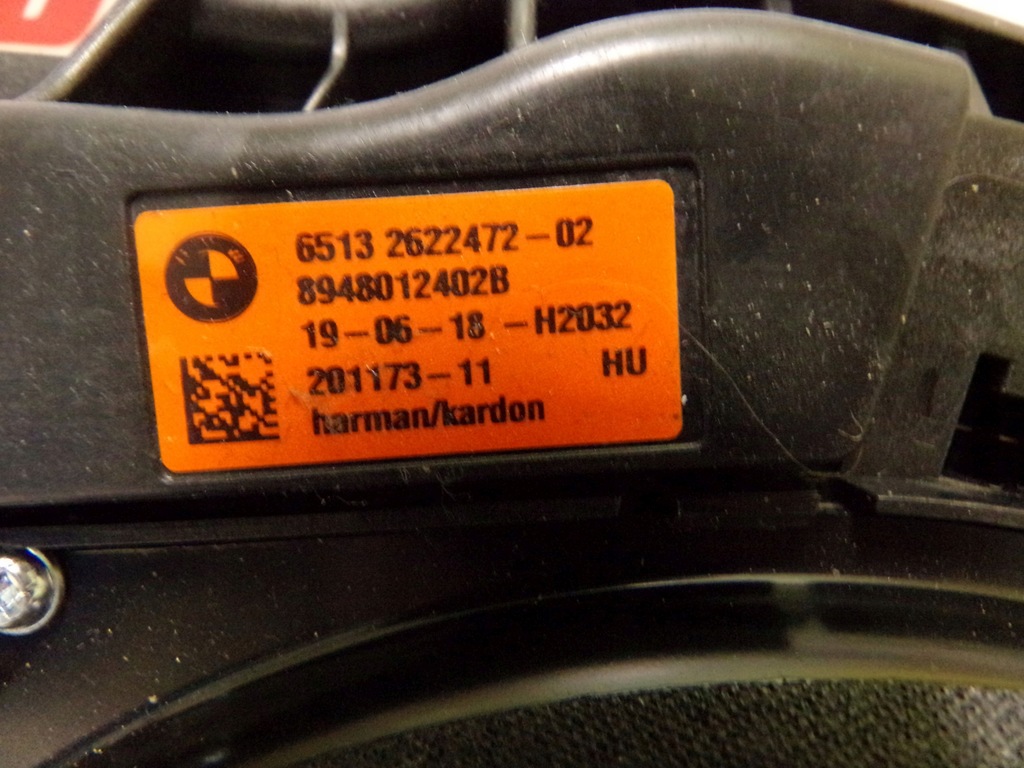 6513 2622472-02
8948012402B
19-06-18 -H2032
201173-11 HU
harman/kardon